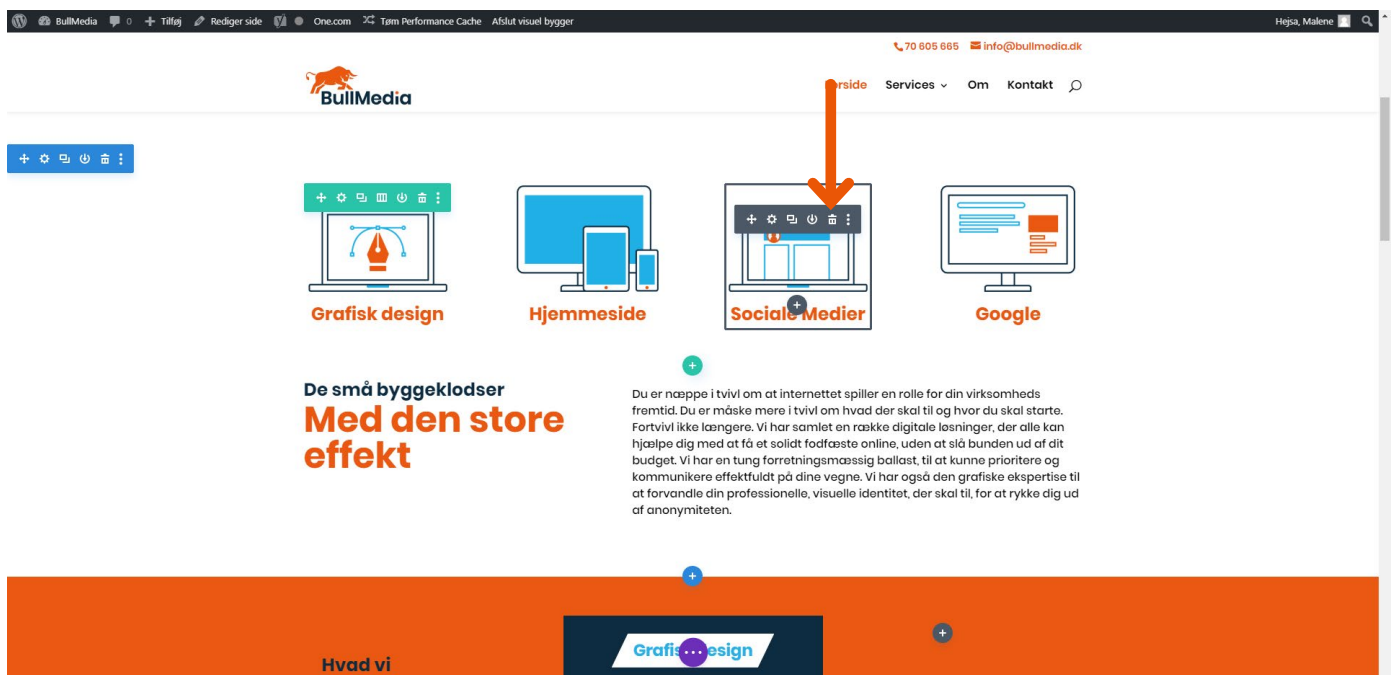 BullMedia 0 Tilføj Rediger side One.com Tøm Performance Cache Afslut visuel bygger Hejsa, Malene
70 605 665 info@bullmedia.dk
BullMedia
Services Om Kontakt
Grafisk design Hjemmeside Sociale Medier Google
De små byggeklodser
Med den store
effekt
Du er næppe i tvivl om at internettet spiller en rolle for din virksomheds
fremtid. Du er måske mere i tvivl om hvad der skal til og hvor du skal starte.
Fortvivl ikke længere. Vi har samlet en række digitale løsninger, der alle kan
hjælpe dig med at få et solidt fodfæste online, uden at slå bunden ud af dit
budget. Vi har en tung forretningsmæssig ballast, til at kunne prioritere og
kommunikere effektfuldt på dine vegne. Vi har også den grafiske ekspertise til
at forvandle din professionelle, visuelle identitet, der skal til, for at rykke dig ud
af anonymiteten.
Hvad vi